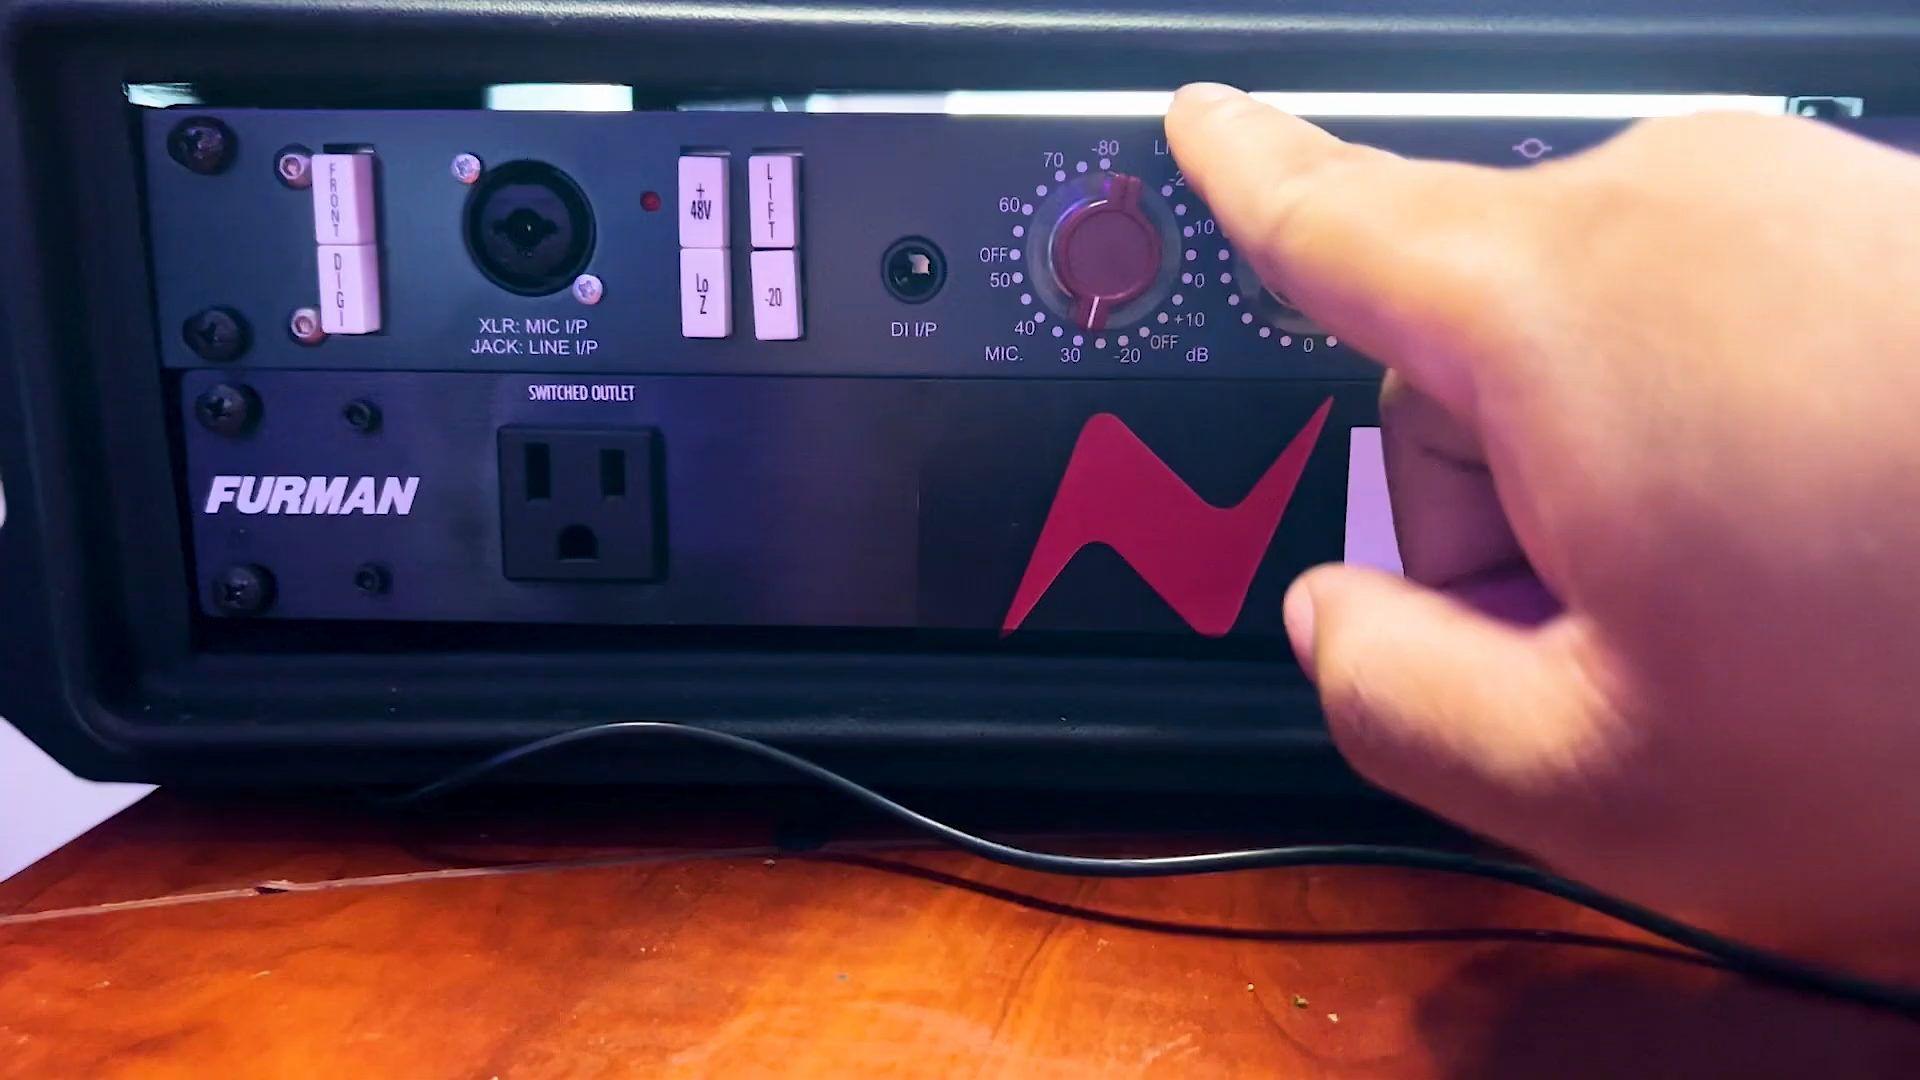 FRONT
DIGI
XLR: MIC I/P
JACK: LINE I/P
+
48V
Lo
Z
LIFT
-20
DI I/P
-80
70
60
OFF
50
40
MIC.
30
-20
OFF
dB
+10
0
10
0
SWITCHED OUTLET
FURMAN